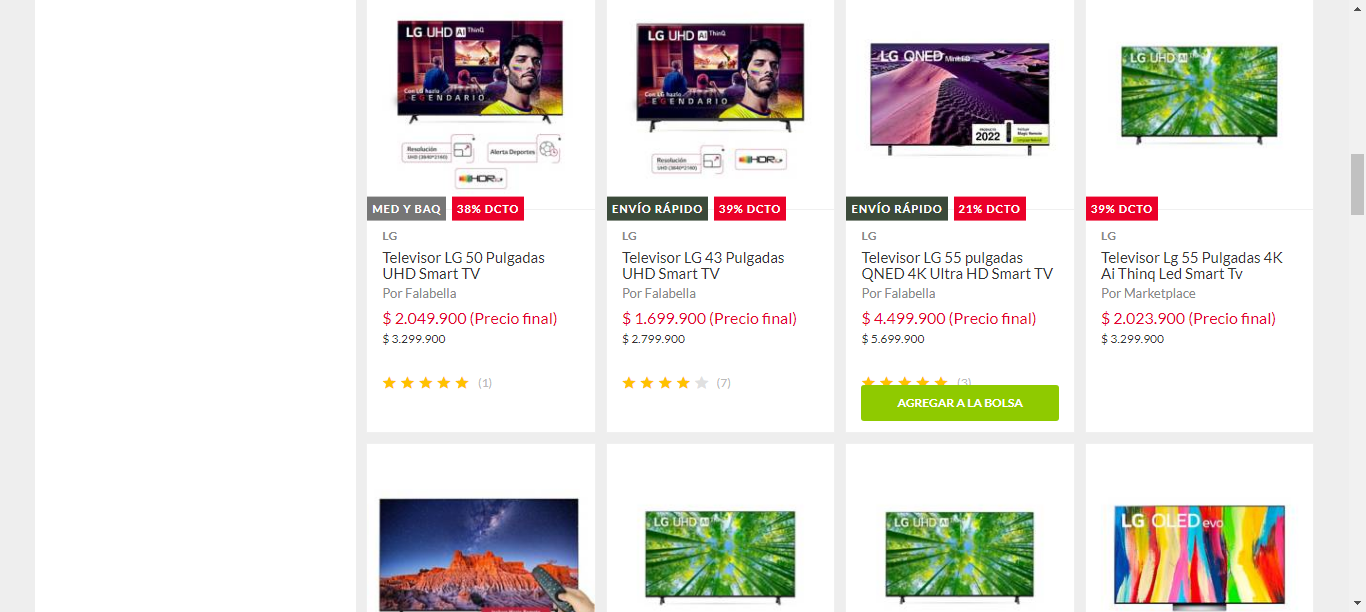 LG UHD AI ThinQ
Con LG hazlo
LEGENDARIO
Resolución
UHD (3840*2160)
Alerta Deportes
HDR
LG UHD AI ThinQ
Con LG hazlo
LEGENDARIO
Resolución
UHD (3840*2160)
HDR
LG QNED MiniLED
PRODUCTO
2022
Incluye
Magic Remote
LG UHD AI ThinQ
MED Y BAQ
38% DCTO
LG
Televisor LG 50 Pulgadas
UHD Smart TV
Por Falabella
$ 2.049.900 (Precio final)
$ 3.299.900
(1)
ENVÍO RÁPIDO
39% DCTO
LG
Televisor LG 43 Pulgadas
UHD Smart TV
Por Falabella
$ 1.699.900 (Precio final)
$ 2.799.900
(7)
ENVÍO RÁPIDO
21% DCTO
LG
Televisor LG 55 pulgadas
QNED 4K Ultra HD Smart TV
Por Falabella
$ 4.499.900 (Precio final)
$ 5.699.900
(3)
AGREGAR A LA BOLSA
39% DCTO
LG
Televisor Lg 55 Pulgadas 4K
Ai Thinq Led Smart Tv
Por Marketplace
$ 2.023.900 (Precio final)
$ 3.299.900
LG UHD AI ThinQ
LG UHD AI ThinQ
LG OLED evo